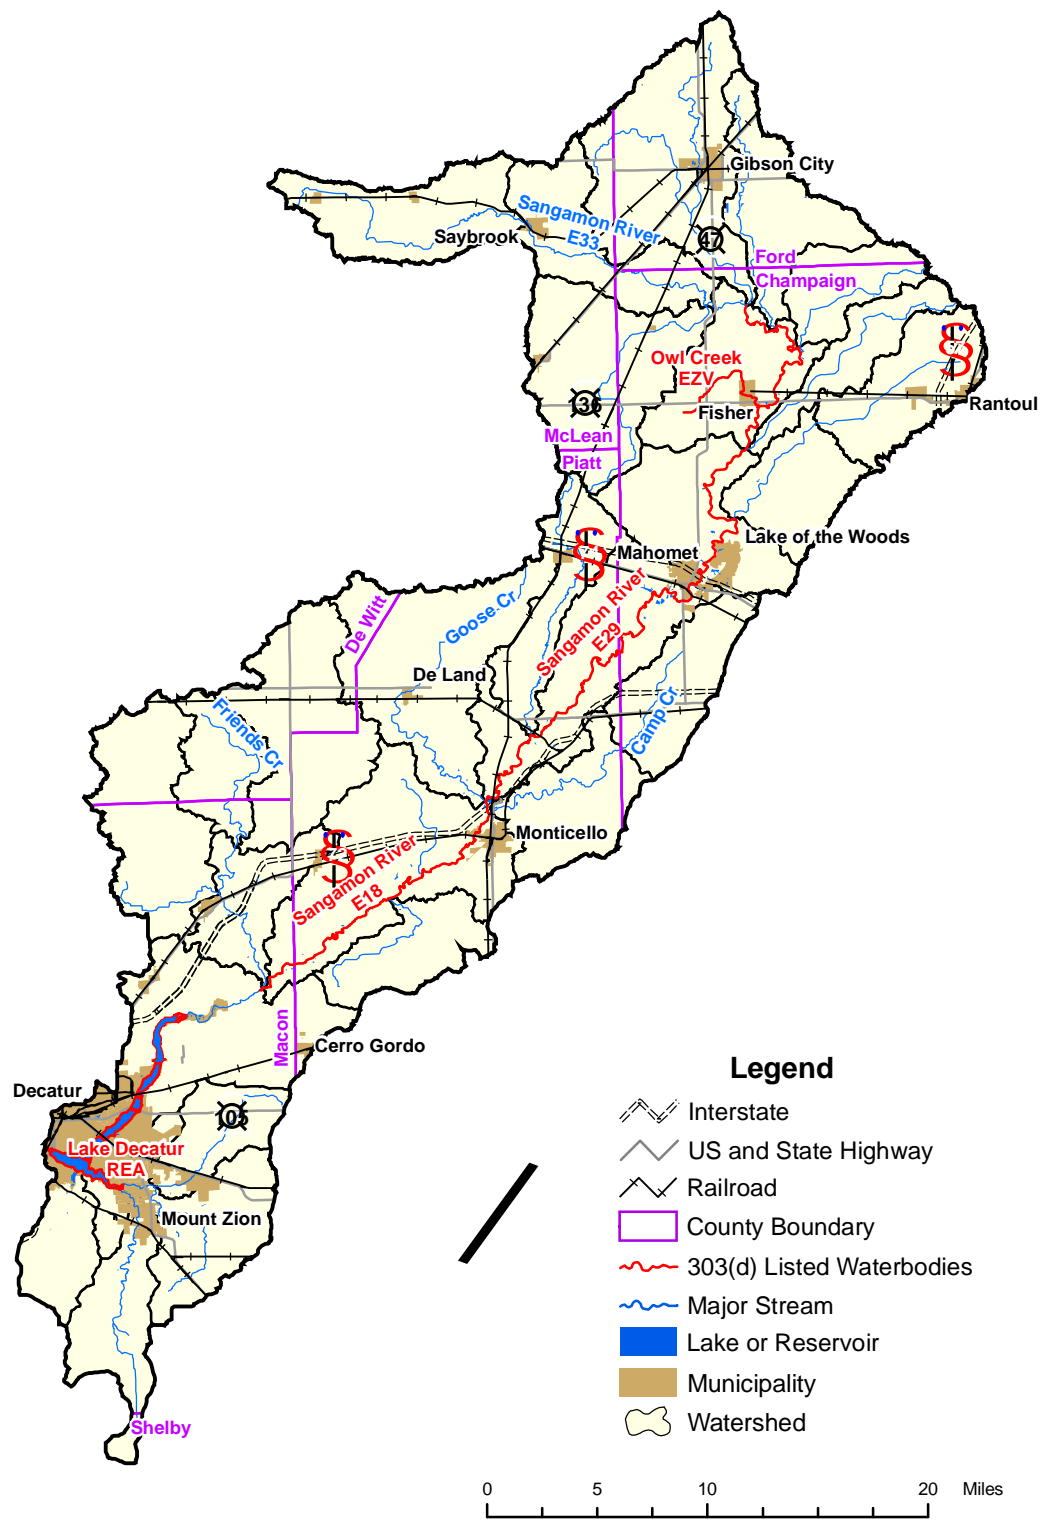 Gibson City
Sangamon River
E33
Saybrook
47
Ford
Champaign
Owl Creek
EZV
136
Fisher
Rantoul
McLean
Piatt
Lake of the Woods
Mahomet
Sangamon River
E29
De Witt
Goose Cr
De Land
Friends Cr
Camp Cr
Monticello
Sangamon River
E18
Macon
Cerro Gordo
Decatur
105
Lake Decatur
REA
Mount Zion
Shelby
Legend
Interstate
US and State Highway
Railroad
County Boundary
303(d) Listed Waterbodies
Major Stream
Lake or Reservoir
Municipality
Watershed
0 5 10 20 Miles